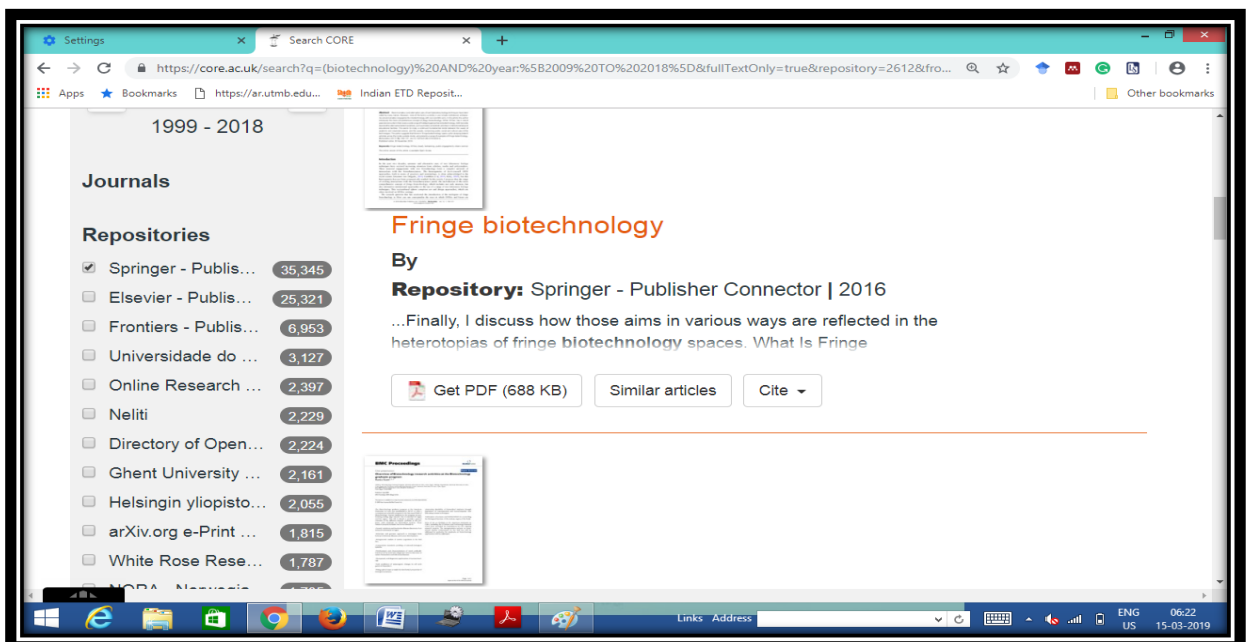 Settings
Search CORE
https://core.ac.uk/search?q=(biotechnology)%20AND%20year:%5B2009%20TO%202018%5D&fullTextOnly=true&repository=2612&fro...
Apps Bookmarks https://ar.utmb.edu... Indian ETD Reposit... Other bookmarks
1999 - 2018
Journals
Repositories
Springer - Publis... 35,345
Elsevier - Publis... 25,321
Frontiers - Publis... 6,953
Universidade do ... 3,127
Online Research ... 2,397
Neliti 2,229
Directory of Open... 2,224
Ghent University ... 2,161
Helsingin yliopisto... 2,055
arXiv.org e-Print ... 1,815
White Rose Rese... 1,787
Fringe biotechnology
By
Repository: Springer - Publisher Connector | 2016
...Finally, I discuss how those aims in various ways are reflected in the
heterotopias of fringe biotechnology spaces. What Is Fringe
Get PDF (688 KB) Similar articles Cite
BMC Proceedings
Links Address
ENG 06:22
US 15-03-2019